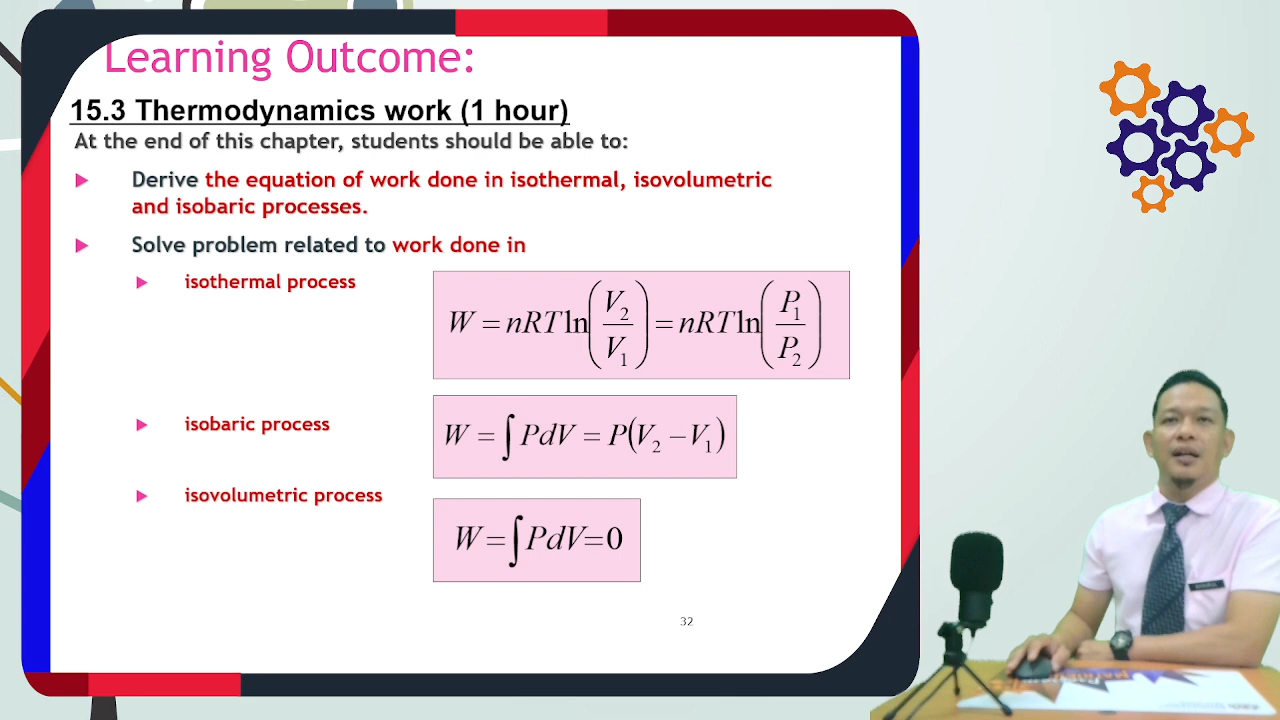 Learning Outcome:
15.3 Thermodynamics work (1 hour)
At the end of this chapter, students should be able to:
Derive the equation of work done in isothermal, isovolumetric
and isobaric processes.
Solve problem related to work done in
isothermal process
W = nRT ln(V₂/V₁) = nRT ln(P₁/P₂)
isobaric process
W = ∫PdV = P(V₂ − V₁)
isovolumetric process
W=∫PdV=0
32